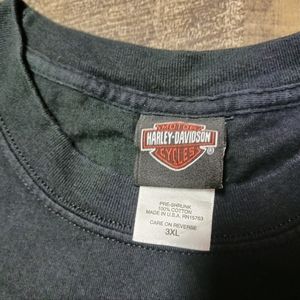 MOTOR
HARLEY-DAVIDSON
CYCLES
PRE-SHRUNK
100% COTTON
MADE IN U.S.A. RN15763
CARE ON REVERSE
3XL